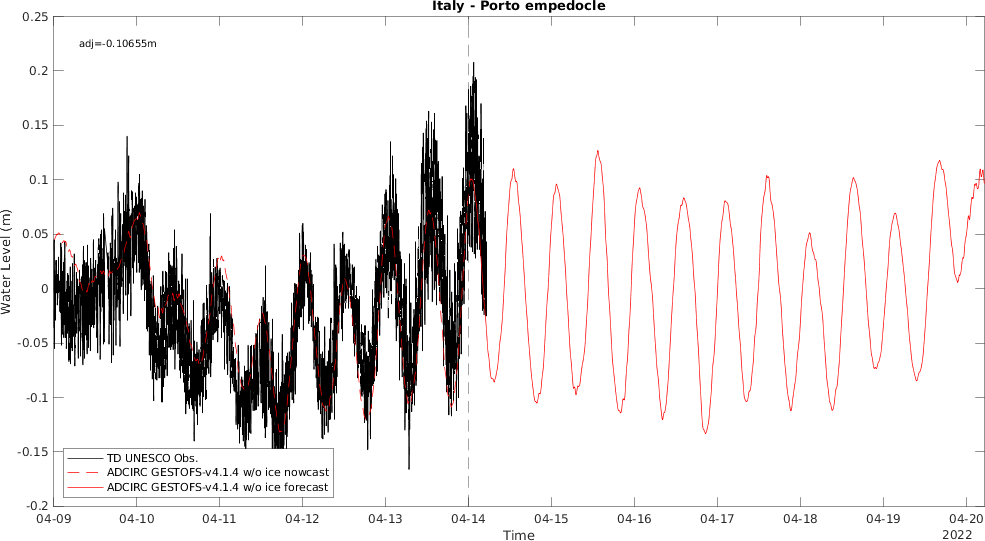 Italy - Porto empedocle
adj=-0.10655m
Water Level (m)
0.25
0.2
0.15
0.1
0.05
0
-0.05
-0.1
-0.15
-0.2
TD UNESCO Obs.
ADCIRC GESTOFS-v4.1.4 w/o ice nowcast
ADCIRC GESTOFS-v4.1.4 w/o ice forecast
04-09 04-10 04-11 04-12 04-13 04-14 04-15 04-16 04-17 04-18 04-19 04-20
Time
2022